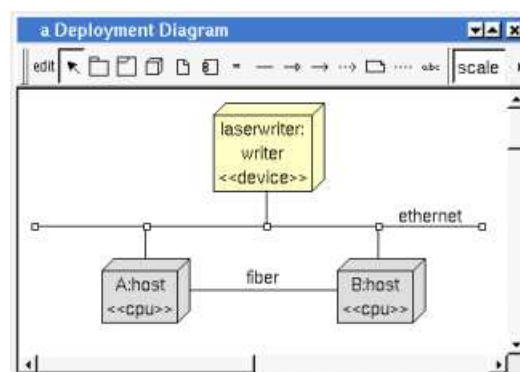 a Deployment Diagram
edit abc scale
laserwriter:
writer
<<device>>
ethernet
A:host
<<cpu>>
fiber
B:host
<<cpu>>